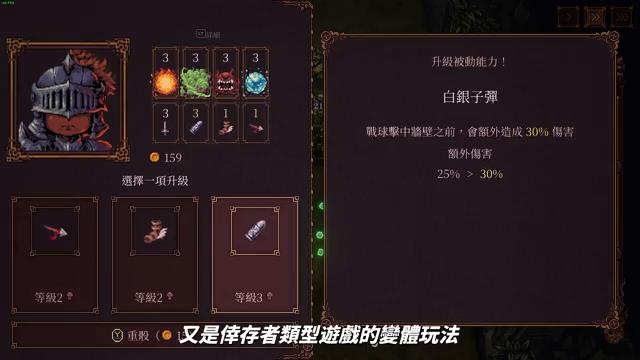 詳細
3 3 3 3
3 3 1 1
159
選擇一項升級
等級2 等級2 等級3
Y 重骰 (
21
升級被動能力！
白銀子彈
戰球擊中牆壁之前，會額外造成 30% 傷害
額外傷害
25% > 30%
又是倖存者類型遊戲的變體玩法